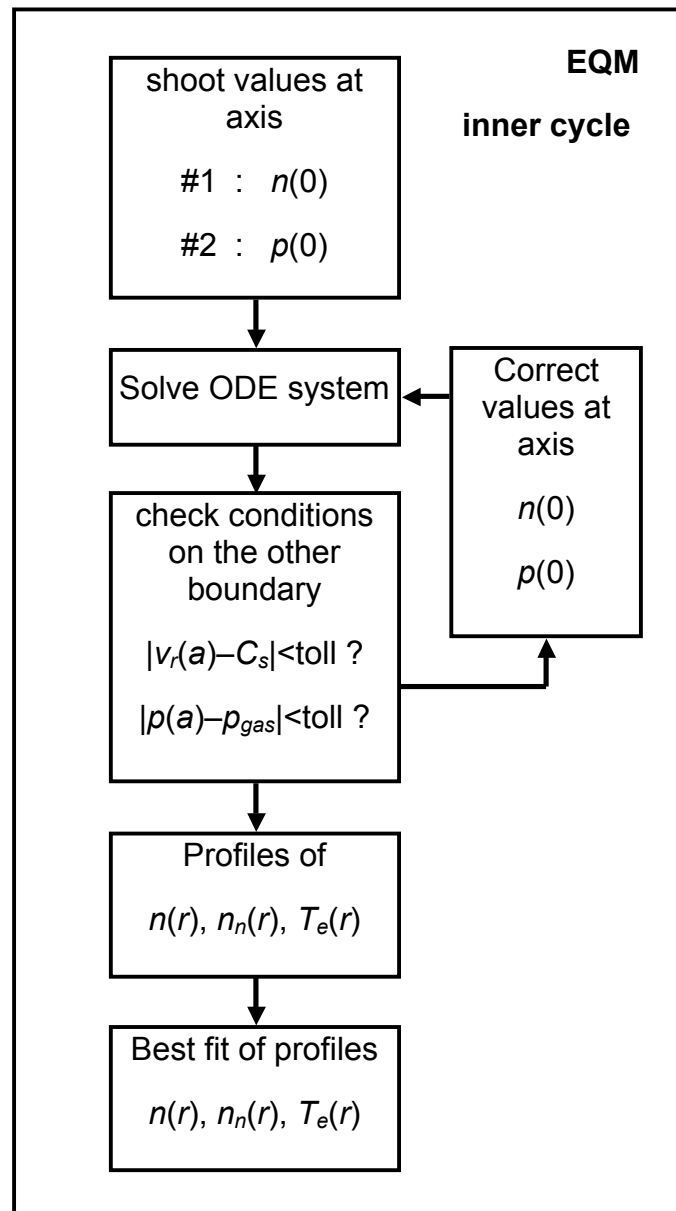 EQM
inner cycle
shoot values at
axis
#1 : n(0)
#2 : p(0)
Solve ODE system
Correct
values at
axis
n(0)
p(0)
check conditions
on the other
boundary
|vᵣ(a)–Cₛ|<toll ?
|p(a)–p_gas|<toll ?
Profiles of
n(r), nₙ(r), Tₑ(r)
Best fit of profiles
n(r), nₙ(r), Tₑ(r)